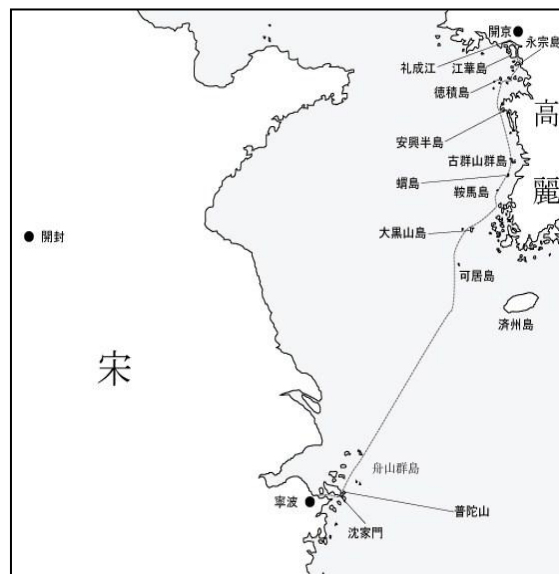 開京
永宗島
礼成江
江華島
徳積島
高麗
安興半島
古群山群島
蝟島
鞍馬島
大黒山島
開封
可居島
済州島
宋
舟山群島
寧波
普陀山
沈家門